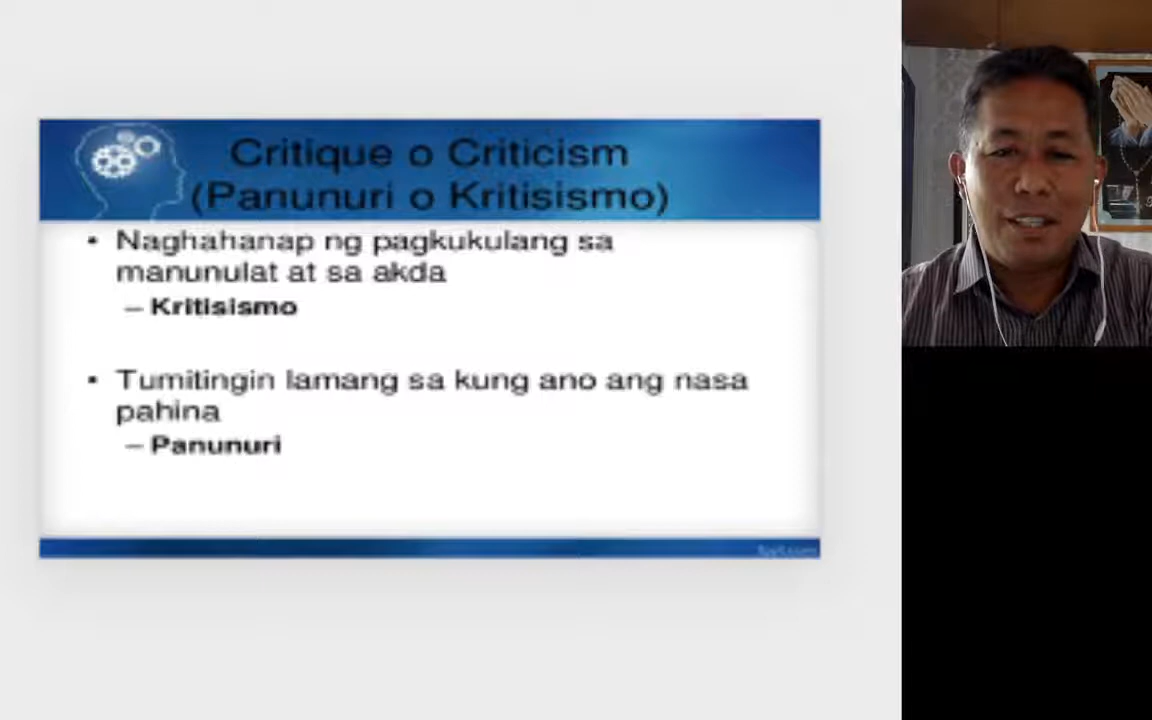 Critique o Criticism
(Panunuri o Kritisismo)
• Naghahanap ng pagkukulang sa
manunulat at sa akda
– Kritisismo
• Tumitingin lamang sa kung ano ang nasa
pahina
– Panunuri